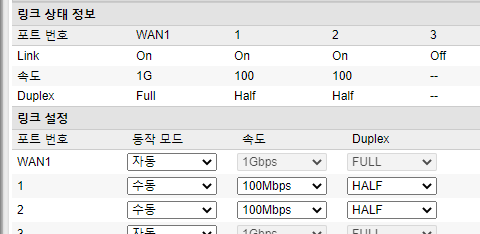 링크 상태 정보
포트 번호 WAN1 1 2 3
Link On On On Off
속도 1G 100 100 --
Duplex Full Half Half --
링크 설정
포트 번호 동작 모드 속도 Duplex
WAN1 자동 1Gbps FULL
1 수동 100Mbps HALF
2 수동 100Mbps HALF
3 자동 1Gbps FULL